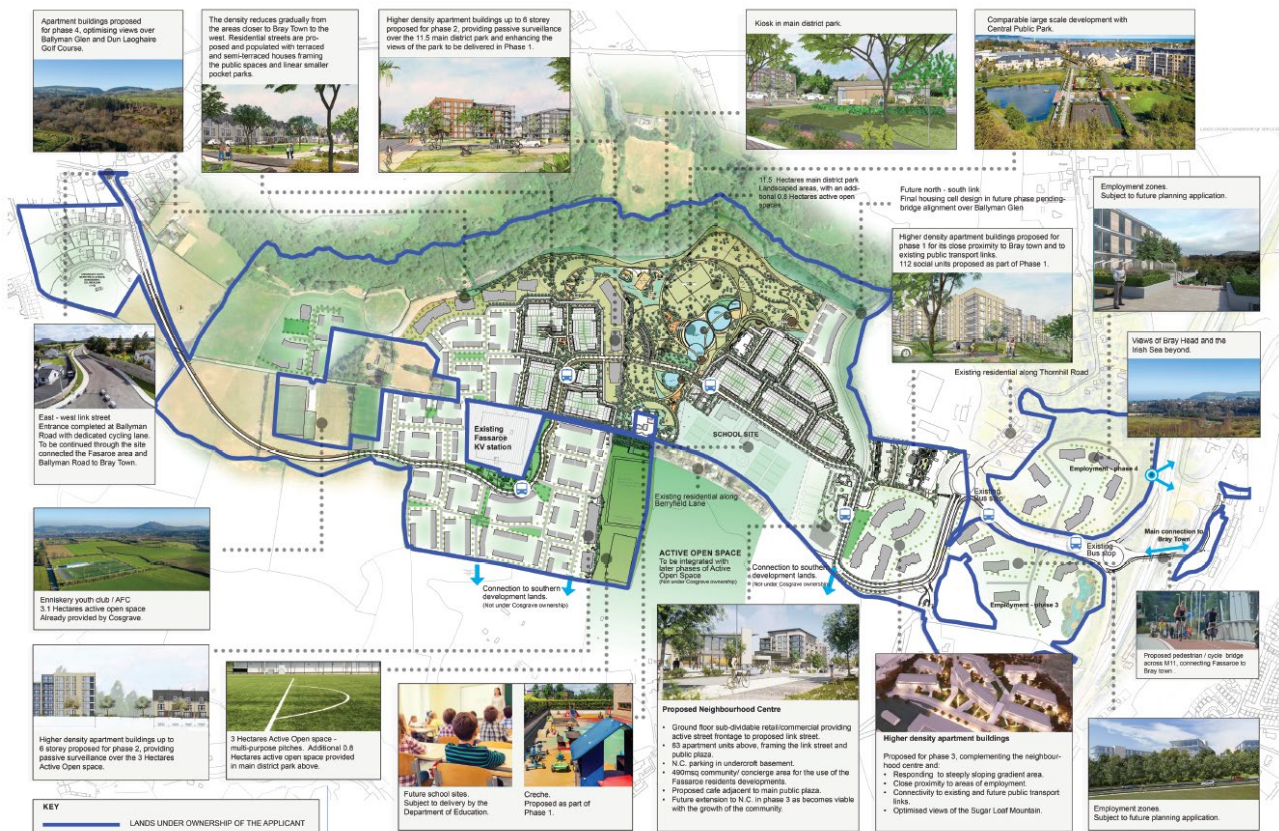 Apartment buildings proposed
for phase 4, optimising views over
Ballyman Glen and Dun Laoghaire
Golf Course.
The density reduces gradually from
the areas closer to Bray Town to the
west. Residential streets are pro-
posed and populated with terraced
and semi-terraced houses framing
the public spaces and linear smaller
pocket parks.
Higher density apartment buildings up to 6 storey
proposed for phase 2, providing passive surveillance
over the 11.5 main district park and enhancing the
views of the park to be delivered in Phase 1.
Kiosk in main district park.
Comparable large scale development with
Central Public Park.
LANDS UNDER OWNERSHIP OF
11.5 Hectares main district park
Landscaped areas, with an addi-
tional 0.8 Hectares active open
spaces
Future north - south link
Final housing cell design in future phase pending-
bridge alignment over Ballyman Glen
Employment zones.
Subject to future planning application.
Higher density apartment buildings proposed for
phase 1 for its close proximity to Bray town and to
existing public transport links.
112 social units proposed as part of Phase 1.
Views of Bray Head and the
Irish Sea beyond.
Existing residential along Thornhill Road
East - west link street
Entrance completed at Ballyman
Road with dedicated cycling lane.
To be continued through the site
connected the Fasaroe area and
Ballyman Road to Bray Town.
Existing
Fassaroe
KV station
SCHOOL SITE
Employment - phase 4
Existing residential along
Berryfield Lane
Existing
Bus stop
Existing
Bus stop
Main connection to
Bray Town
ACTIVE OPEN SPACE
To be integrated with
later phases of Active
Open Space
(Not under Cosgrave ownership)
Connection to southern
development lands.
(Not under Cosgrave ownership)
Connection to southern
development lands.
(Not under Cosgrave ownership)
Employment - phase 3
Enniskery youth club / AFC
3.1 Hectares active open space
Already provided by Cosgrave.
Proposed pedestrian / cycle bridge
across M11, connecting Fassaroe to
Bray town
Higher density apartment buildings up to
6 storey proposed for phase 2, providing
passive surveillance over the 3 Hectares
Active Open space.
3 Hectares Active Open space -
multi-purpose pitches. Additional 0.8
Hectares active open space provided
in main district park above.
Future school sites.
Subject to delivery by the
Department of Education.
Creche.
Proposed as part of
Phase 1.
Proposed Neighbourhood Centre
• Ground floor sub-dividable retail/commercial providing
active street frontage to proposed link street.
• 63 apartment units above, framing the link street and
public plaza.
• N.C. parking in undercroft basement.
• 490msq community/ concierge area for the use of the
Fassaroe residents developments.
• Proposed cafe adjacent to main public plaza.
• Future extension to N.C. in phase 3 as becomes viable
with the growth of the community.
Higher density apartment buildings
Proposed for phase 3, complementing the neighbour-
hood centre and:
• Responding to steeply sloping gradient area.
• Close proximity to areas of employment.
• Connectivity to existing and future public transport
links.
• Optimised views of the Sugar Loaf Mountain.
Employment zones.
Subject to future planning application.
KEY
LANDS UNDER OWNERSHIP OF THE APPLICANT